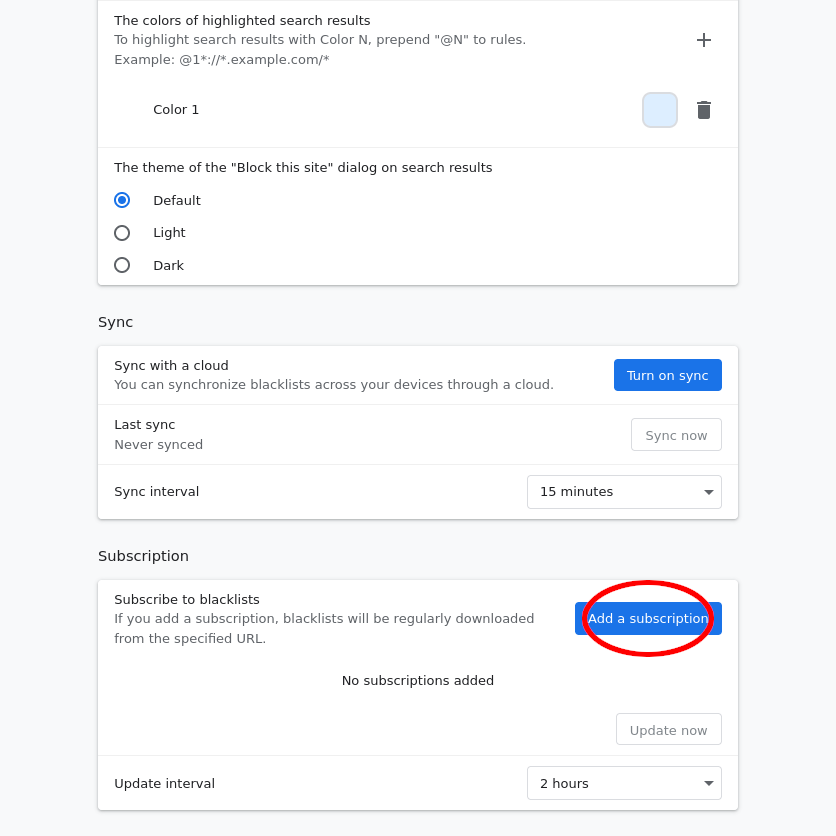 The colors of highlighted search results
To highlight search results with Color N, prepend "@N" to rules.
Example: @1*://*.example.com/*
Color 1
The theme of the "Block this site" dialog on search results
Default
Light
Dark
Sync
Sync with a cloud
You can synchronize blacklists across your devices through a cloud.
Turn on sync
Last sync
Never synced
Sync now
Sync interval
15 minutes
Subscription
Subscribe to blacklists
If you add a subscription, blacklists will be regularly downloaded
from the specified URL.
Add a subscription
No subscriptions added
Update now
Update interval
2 hours